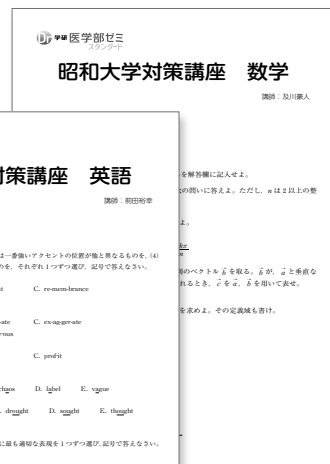 Dr 学研 医学部ゼミ
スタンダード
昭和大学対策講座 数学
講師：及川豪人
を解答欄に記入せよ。
の問いに答えよ。ただし，n は 2 以上の整
よ。
n
のベクトル b を取る。b が，a と垂直な
れるとき，c を a，b を用いて表せ。
を求めよ。その定義域も書け。
対策講座 英語
講師：前田裕幸
は一番強いアクセントの位置が他と異なるものを，(4)
のを，それぞれ 1 つずつ選び，記号で答えなさい。
C. re-mem-brance
-ate C. ex-ag-ger-ate
-rous
C. profit
chaos D. label E. vague
. drought D. sought E. thought
に最も適切な表現を 1 つずつ選び，記号で答えなさい。